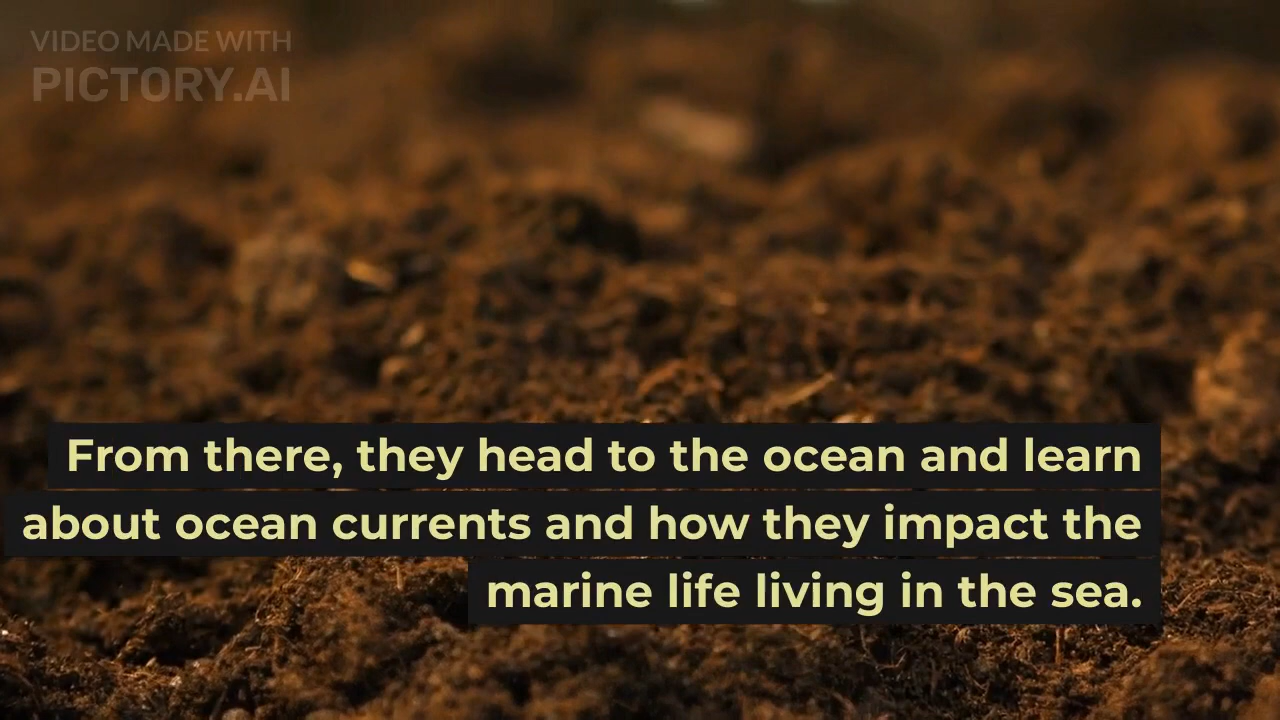 VIDEO MADE WITH
PICTORY.AI
From there, they head to the ocean and learn
about ocean currents and how they impact the
marine life living in the sea.